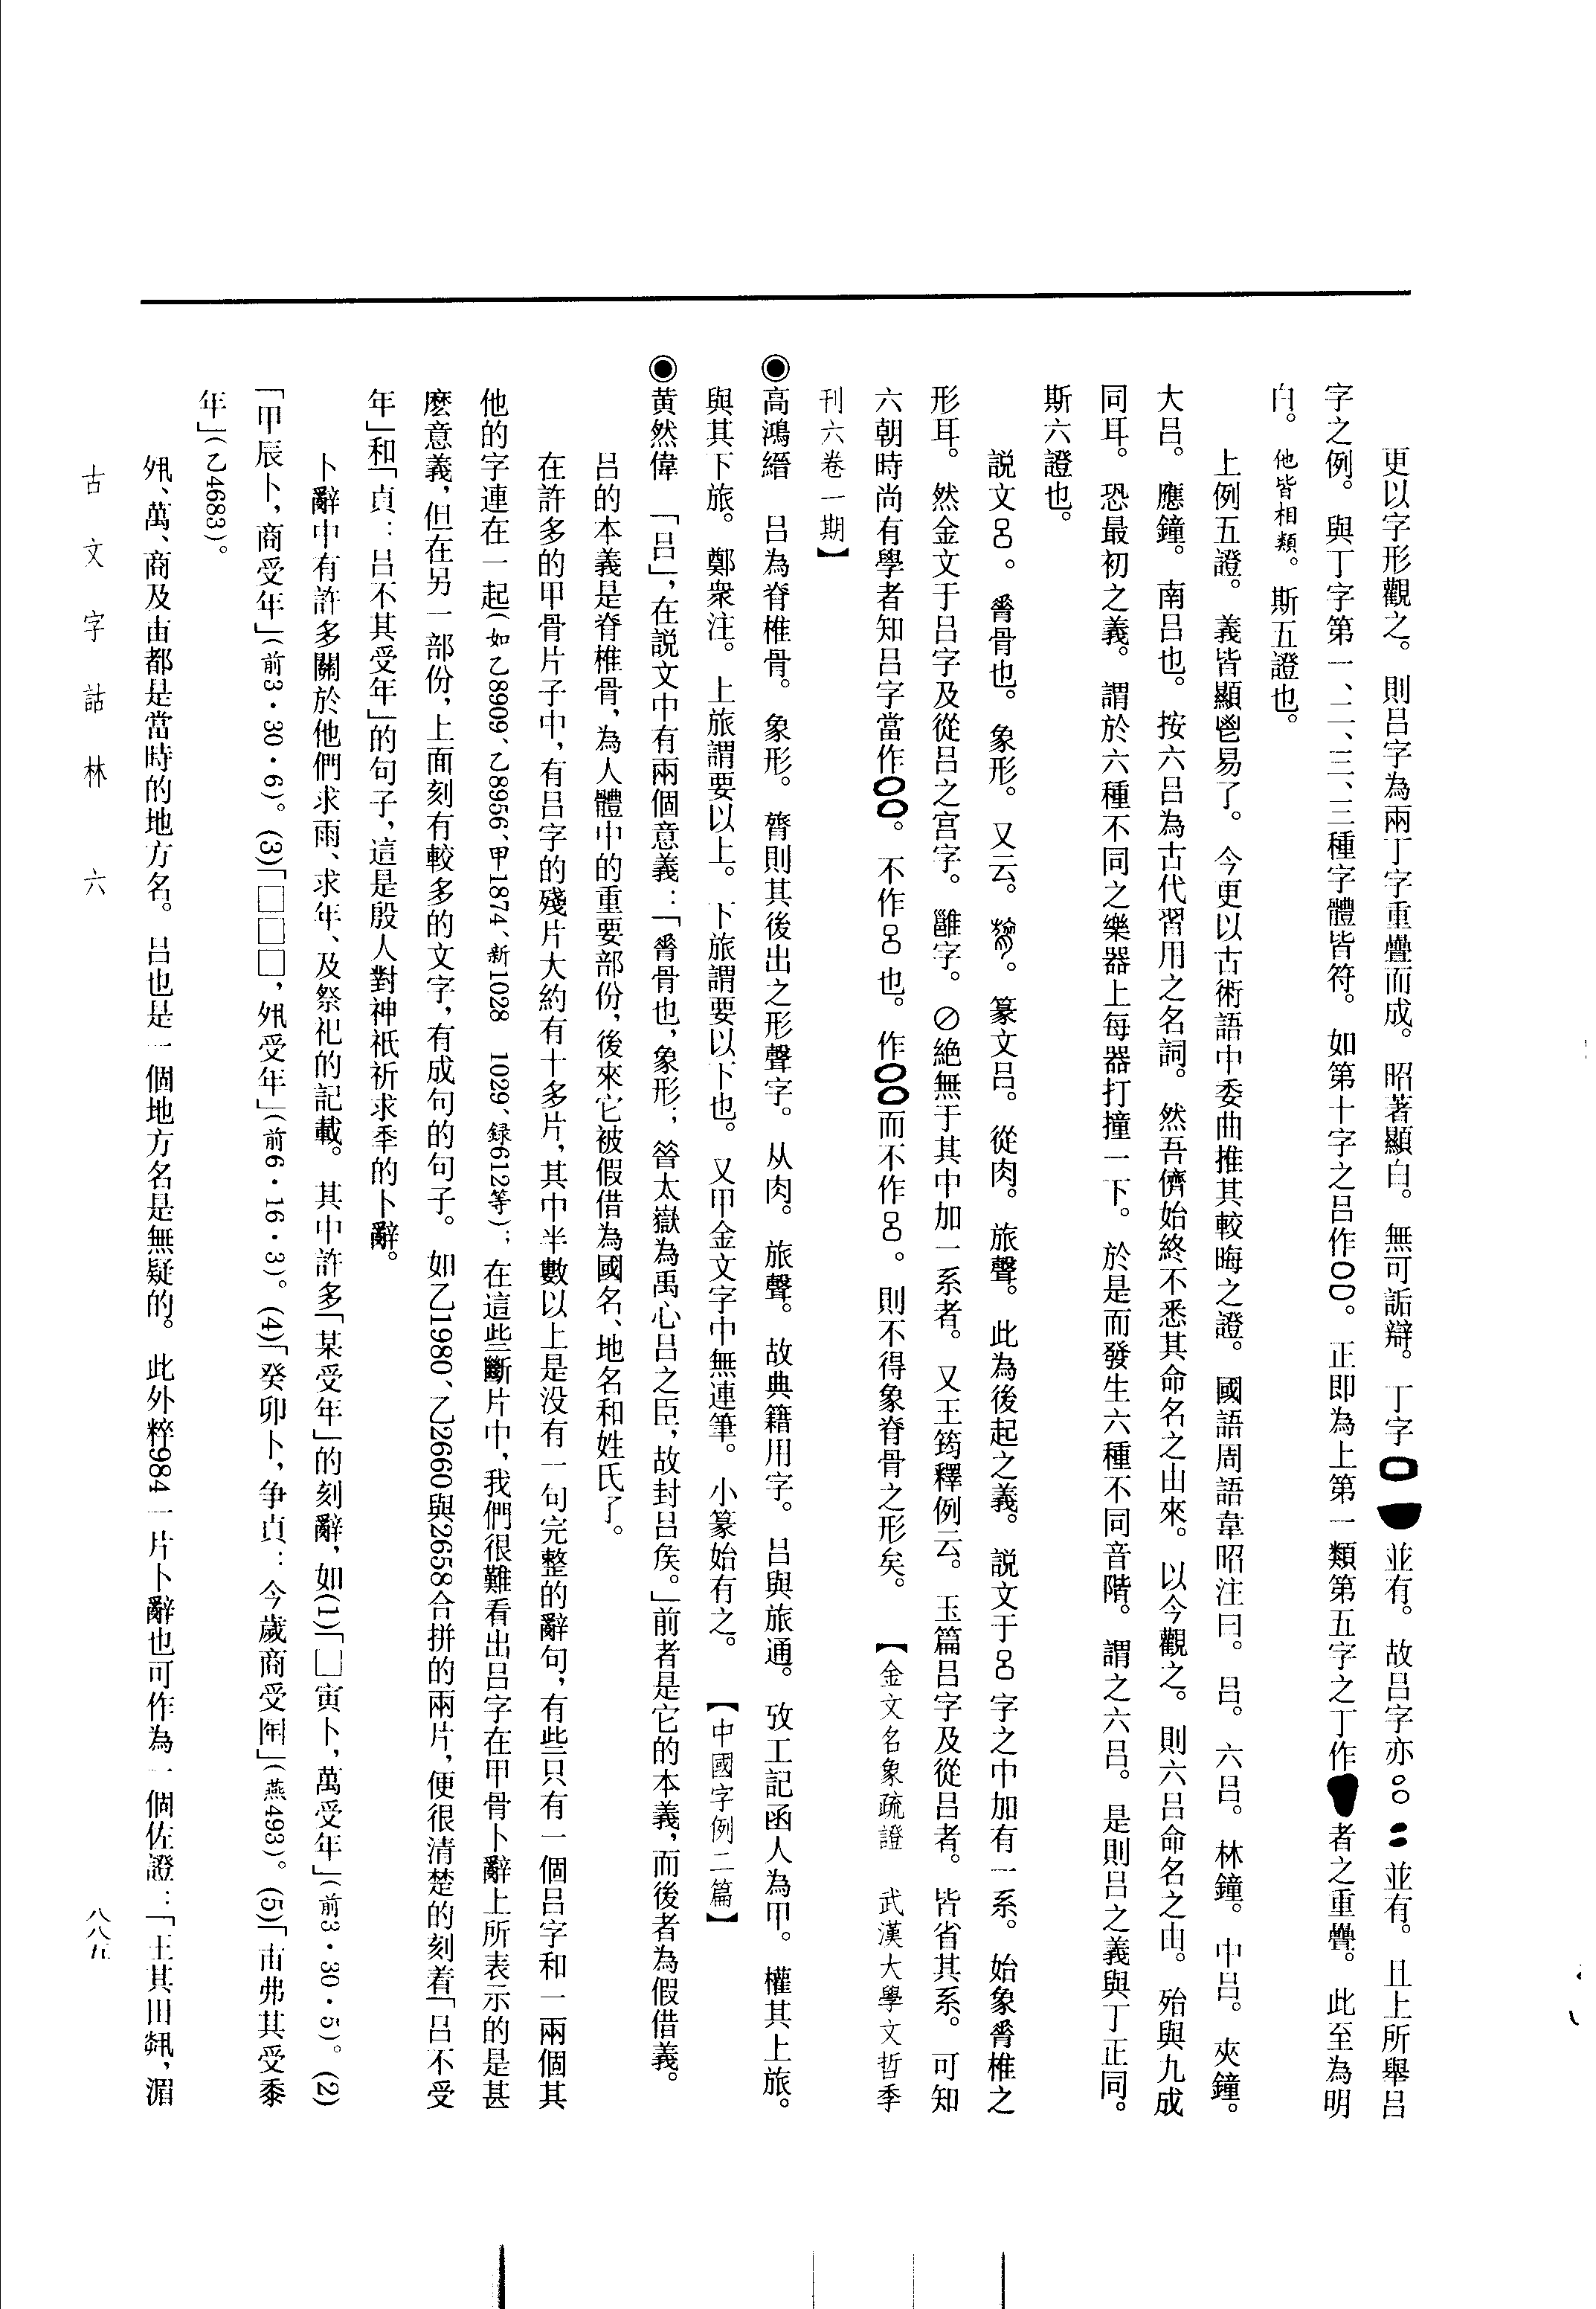 更以字形觀之。則呂字為兩丁字重疊而成。昭著顯白。無可詬辯。丁字並有。故呂字亦並有。且上所舉呂
字之例。與丁字第一、二、三、三種字體皆符。如第十字之呂作。正即為上第一類第五字之丁作者之重疊。此至為明
白。他皆相類。斯五證也。
上例五證。義皆顯鬯易了。今更以古術語中委曲推其較晦之證。國語周語韋昭注曰。呂。六呂。林鐘。中呂。夾鐘。
大呂。應鐘。南呂也。按六呂為古代習用之名詞。然吾儕始終不悉其命名之由來。以今觀之。則六呂命名之由。殆與九成
同耳。恐最初之義。謂於六種不同之樂器上每器打撞一下。於是而發生六種不同音階。謂之六呂。是則呂之義與丁正同。
斯六證也。
說文呂。脊骨也。象形。又云。篆文呂。從肉。旅聲。此為後起之義。說文于呂字之中加有一系。始象脊椎之
形耳。然金文于呂字及從呂之宮字。雝字。絕無于其中加一系者。又王筠釋例云。玉篇呂字及從呂者。皆省其系。可知
六朝時尚有學者知呂字當作。不作呂也。作而不作呂。則不得象脊骨之形矣。【金文名象疏證 武漢大學文哲季
刊六卷一期】
◉高鴻縉 呂為脊椎骨。象形。膂則其後出之形聲字。从肉。旅聲。故典籍用字。呂與旅通。攷工記函人為甲。權其上旅。
與其下旅。鄭衆注。上旅謂要以上。下旅謂要以下也。又甲金文字中無連筆。小篆始有之。【中國字例二篇】
◉黄然偉 「呂」,在説文中有兩個意義:「脊骨也,象形;昝太嶽為禹心呂之臣,故封呂矦。」前者是它的本義,而後者為假借義。
呂的本義是脊椎骨,為人體中的重要部份,後來它被假借為國名、地名和姓氏了。
在許多的甲骨片子中,有呂字的殘片大約有十多片,其中半數以上是没有一句完整的辭句,有些只有一個呂字和一兩個其
他的字連在一起(如乙8909、乙8956、甲1874、新1028 1029、録612等);在這些斷片中,我們很難看出呂字在甲骨卜辭上所表示的是甚
麽意義,但在另一部份,上面刻有較多的文字,有成句的句子。如乙1980、乙2660與2658合拼的兩片,便很清楚的刻着「呂不受
年」和「貞:呂不其受年」的句子,這是殷人對神祇祈求季的卜辭。
卜辭中有許多關於他們求雨、求年、及祭祀的記載。其中許多「某受年」的刻辭,如(1)「□寅卜,萬受年」(前3·30·5)。(2)
「甲辰卜,商受年」(前3·30·6)。(3)「□□□,受年」(前6·16·3)。(4)「癸卯卜,争貞:今歲商受年」(燕493)。(5)「甫弗其受黍
年」(乙4683)。
、萬、商及甫都是當時的地方名。呂也是一個地方名是無疑的。此外粹984一片卜辭也可作為一個佐證:「王其田,湄
古文字詁林 六
八八五